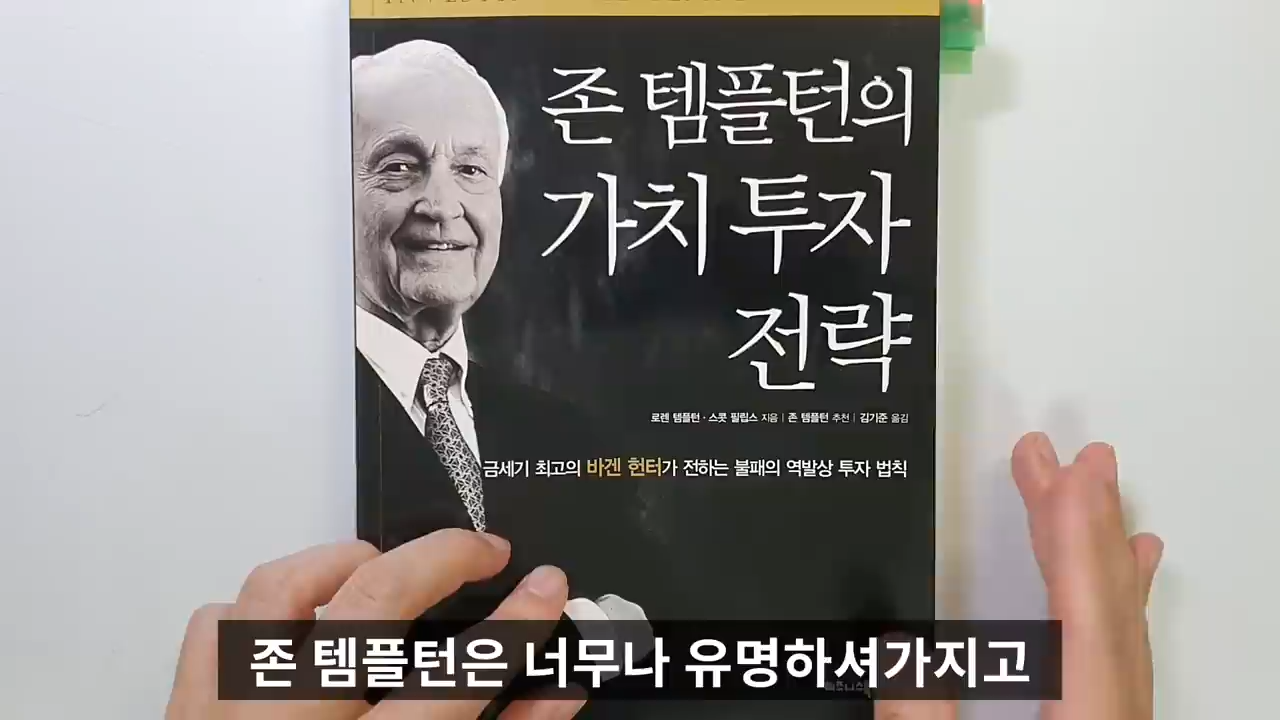 존 템플턴의
가치 투자
전략
로렌 템플턴 · 스콧 필립스 지음 | 존 템플턴 추천 | 김기준 옮김
금세기 최고의 바겐 헌터가 전하는 불패의 역발상 투자 법칙
존 템플턴은 너무나 유명하셔가지고